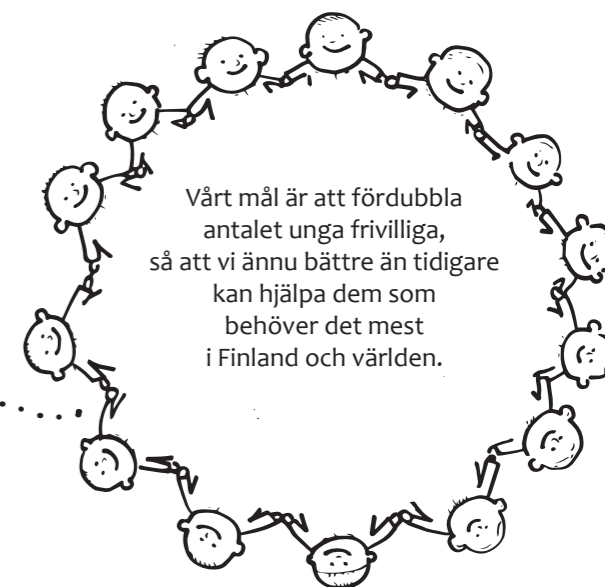 Vårt mål är att fördubbla
antalet unga frivilliga,
så att vi ännu bättre än tidigare
kan hjälpa dem som
behöver det mest
i Finland och världen.